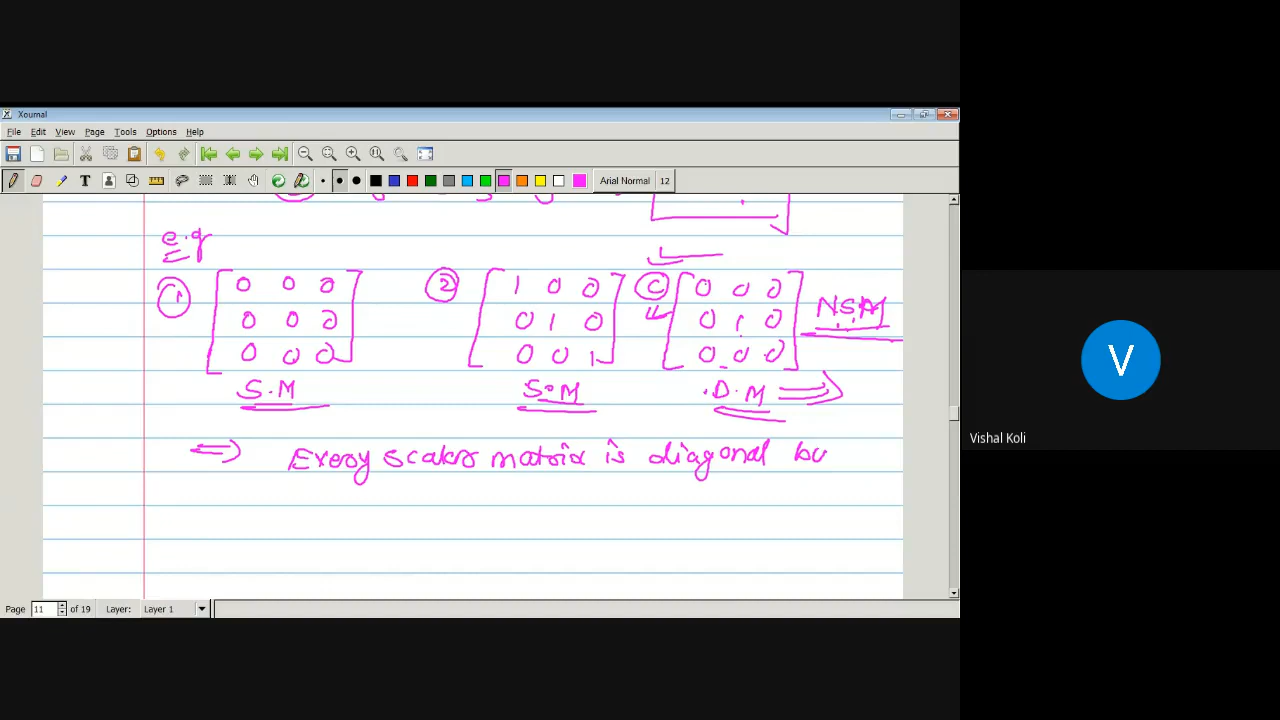 Xournal
File Edit View Page Tools Options Help
Arial Normal 12
e.g
① [0 0 0 ② [1 0 0 © [0 0 0
0 0 0 0 1 0 0 1 0 N.S.M
0 0 0] 0 0 1] 0 0 0]
S.M S.M .D.M ⇒
⇒ Every scalar matrix is diagonal bu
Page 11 of 19 Layer: Layer 1
V
Vishal Koli